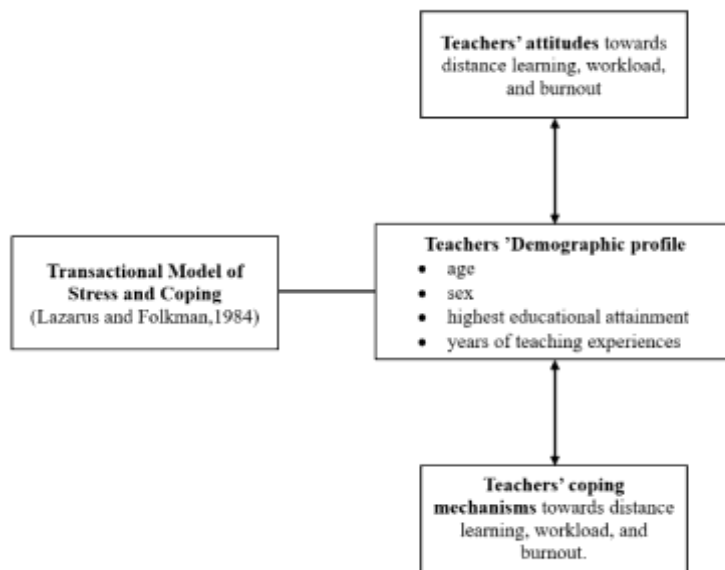 Teachers' attitudes towards
distance learning, workload,
and burnout
Transactional Model of
Stress and Coping
(Lazarus and Folkman,1984)
Teachers 'Demographic profile
• age
• sex
• highest educational attainment
• years of teaching experiences
Teachers' coping
mechanisms towards distance
learning, workload, and
burnout.